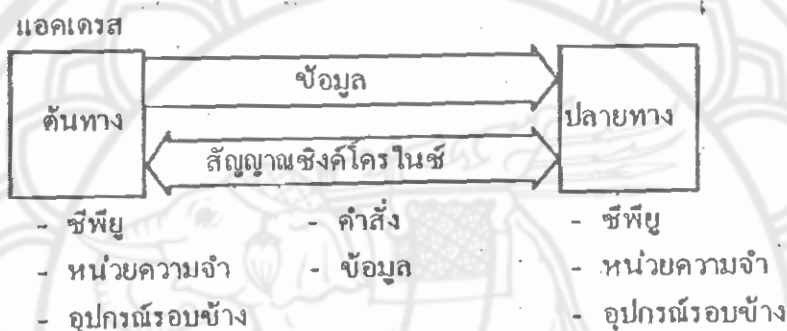 แอคเดรส
ข้อมูล
ต้นทาง
ปลายทาง
สัญญาณซิงค์โครไนซ์
- ซีพียู - คำสั่ง - ซีพียู
- หน่วยความจำ - ข้อมูล - หน่วยความจำ
- อุปกรณ์รอบข้าง - อุปกรณ์รอบข้าง